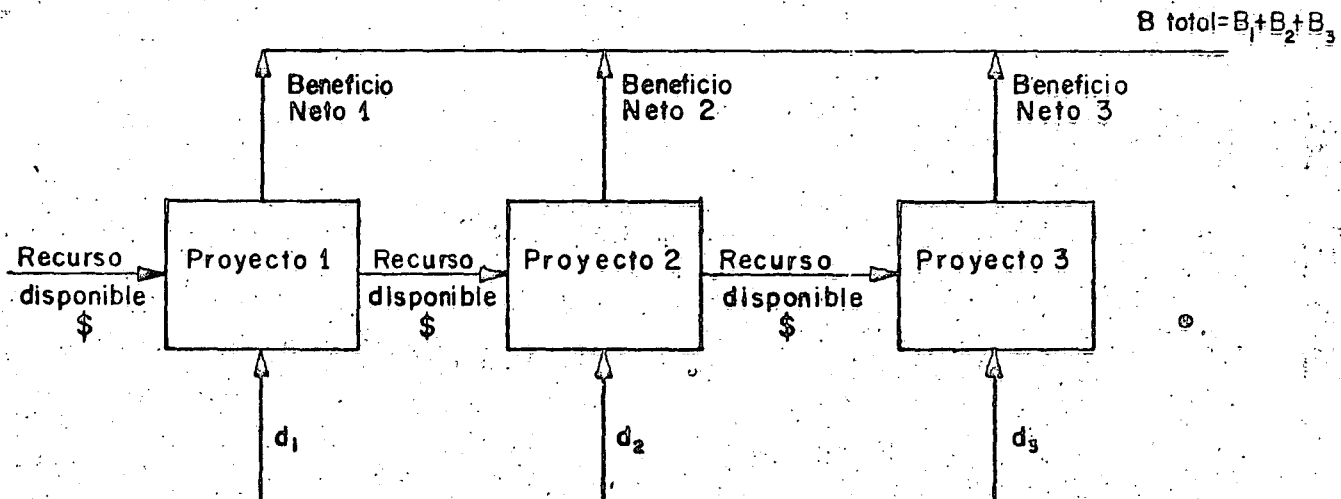 B total=B₁+B₂+B₃
Beneficio
Neto 1
Beneficio
Neto 2
Beneficio
Neto 3
Recurso
disponible
$
Proyecto 1
Recurso
disponible
$
Proyecto 2
Recurso
disponible
$
Proyecto 3
d₁
d₂
d₃